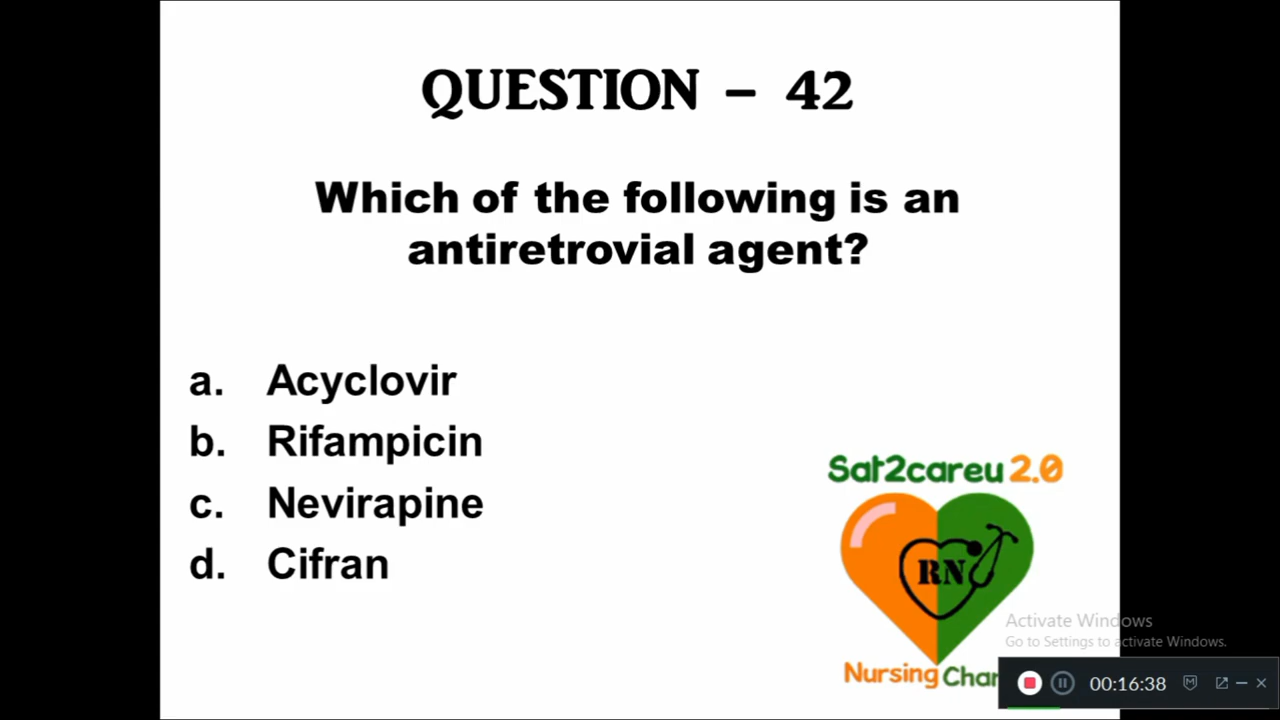 QUESTION – 42
Which of the following is an
antiretrovial agent?
a. Acyclovir
b. Rifampicin
c. Nevirapine
d. Cifran
Sat2careu 2.0
RN
Nursing Chan
Activate Windows
Go to Settings to activate Windows.
00:16:38